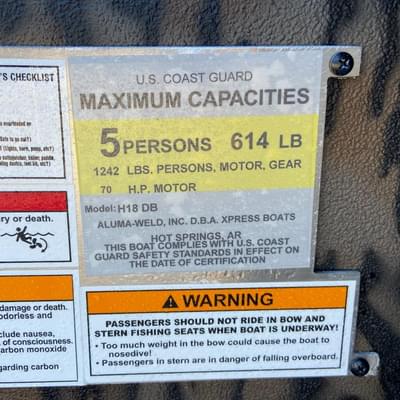 'S CHECKLIST
U.S. COAST GUARD
MAXIMUM CAPACITIES
5 PERSONS 614 LB
1242 LBS. PERSONS, MOTOR, GEAR
70 H.P. MOTOR
Model: H18 DB
ALUMA-WELD, INC. D.B.A. XPRESS BOATS
HOT SPRINGS, AR
THIS BOAT COMPLIES WITH U.S. COAST
GUARD SAFETY STANDARDS IN EFFECT ON
THE DATE OF CERTIFICATION
ry or death.
damage or death.
odorless and
clude nausea,
of consciousness.
carbon monoxide
garding carbon
WARNING
PASSENGERS SHOULD NOT RIDE IN BOW AND
STERN FISHING SEATS WHEN BOAT IS UNDERWAY!
• Too much weight in the bow could cause the boat to
nosedive!
• Passengers in stern are in danger of falling overboard.